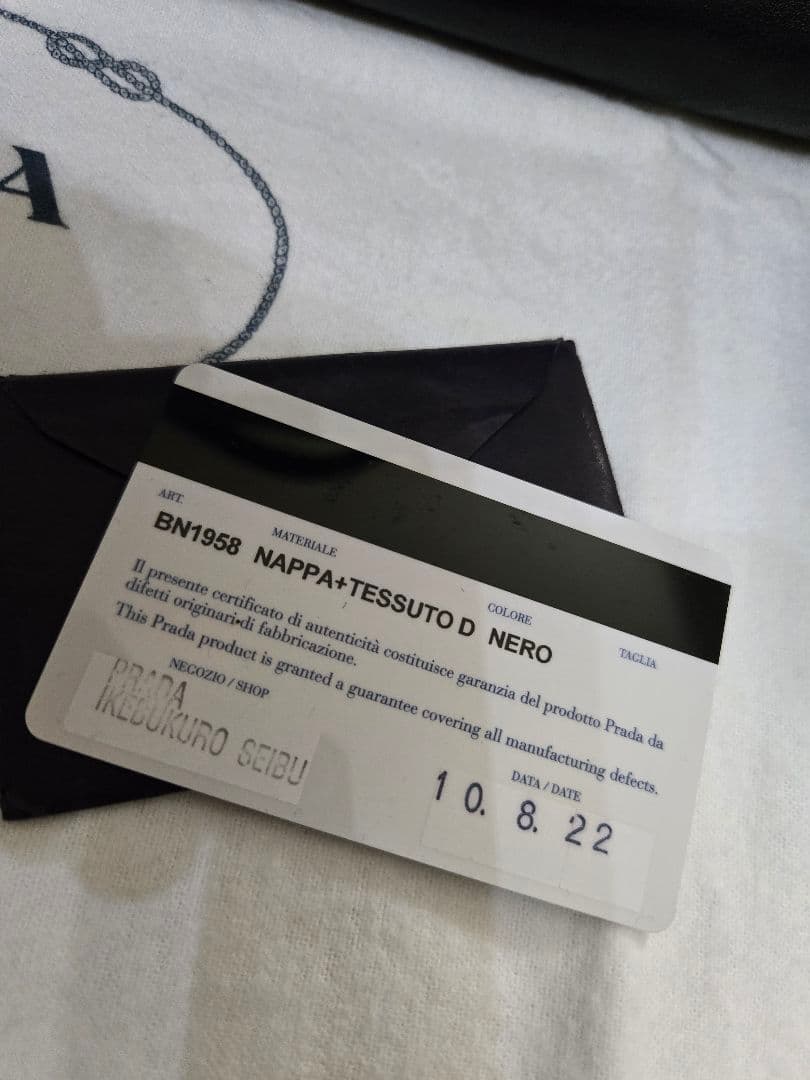 A
ART.
BN1958
MATERIALE
NAPPA+TESSUTO D
COLORE
NERO
TAGLIA
Il presente certificato di autenticità costituisce garanzia del prodotto Prada da
difetti originari di fabbricazione.
This Prada product is granted a guarantee covering all manufacturing defects.
NEGOZIO / SHOP
PRADA
IKEBUKURO SEIBU
DATA / DATE
10. 8. 22